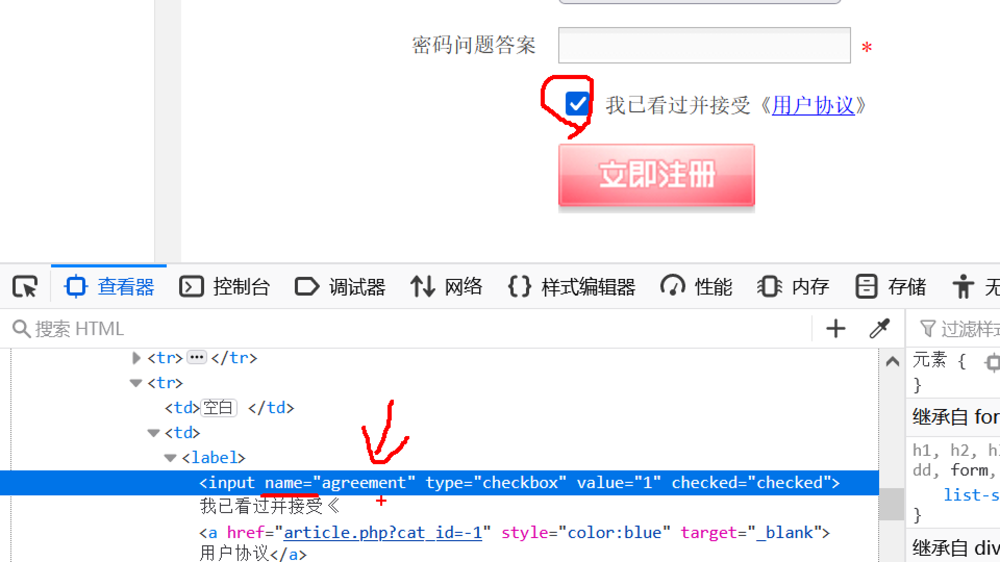 密码问题答案 *
我已看过并接受《用户协议》
立即注册
查看器 控制台 调试器 网络 样式编辑器 性能 内存 存储 无
搜索 HTML
过滤样式
<tr> ••• </tr>
<tr>
<td>空白 </td>
<td>
<label>
<input name="agreement" type="checkbox" value="1" checked="checked">
我已看过并接受《
<a href="article.php?cat_id=-1" style="color:blue" target="_blank">
用户协议</a>
元素 {
}
继承自 for
h1, h2, h
dd, form,
list-s
}
继承自 div